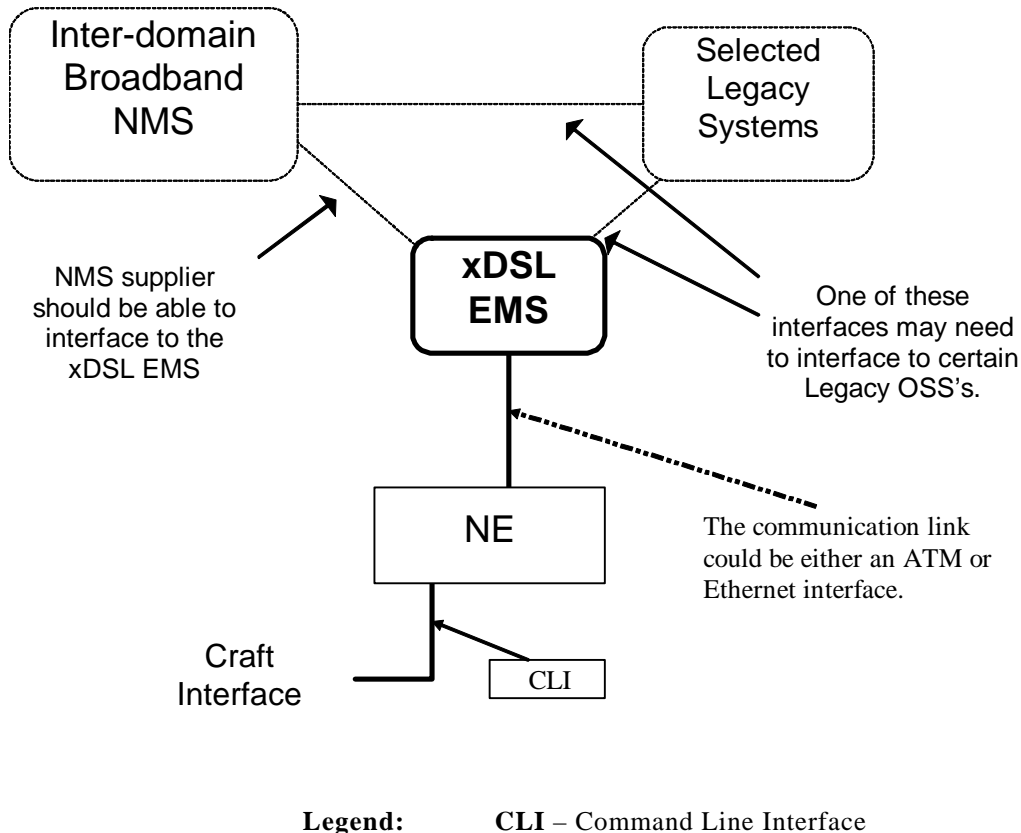 Inter-domain
Broadband
NMS
Selected
Legacy
Systems
xDSL
EMS
NMS supplier
should be able to
interface to the
xDSL EMS
One of these
interfaces may need
to interface to certain
Legacy OSS's.
NE
The communication link
could be either an ATM or
Ethernet interface.
Craft
Interface
CLI
Legend: CLI – Command Line Interface